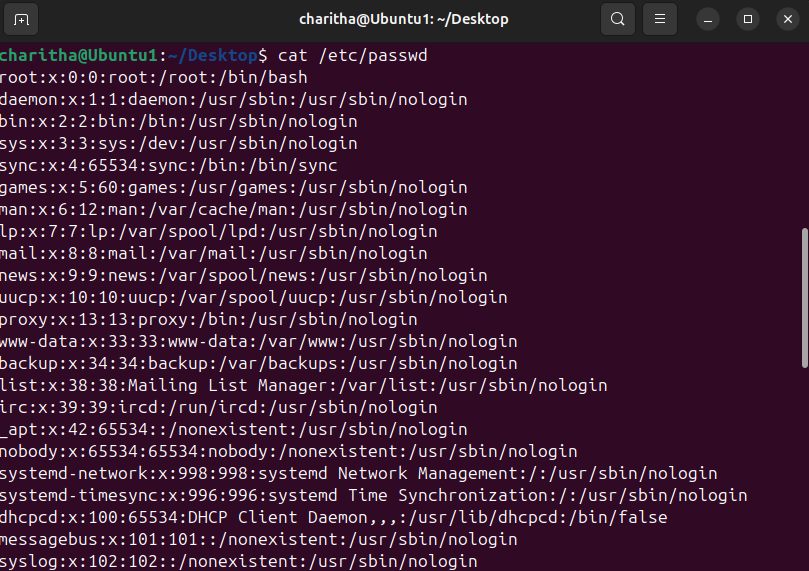 charitha@Ubuntu1: ~/Desktop
charitha@Ubuntu1:~/Desktop$ cat /etc/passwd
root:x:0:0:root:/root:/bin/bash
daemon:x:1:1:daemon:/usr/sbin:/usr/sbin/nologin
bin:x:2:2:bin:/bin:/usr/sbin/nologin
sys:x:3:3:sys:/dev:/usr/sbin/nologin
sync:x:4:65534:sync:/bin:/bin/sync
games:x:5:60:games:/usr/games:/usr/sbin/nologin
man:x:6:12:man:/var/cache/man:/usr/sbin/nologin
lp:x:7:7:lp:/var/spool/lpd:/usr/sbin/nologin
mail:x:8:8:mail:/var/mail:/usr/sbin/nologin
news:x:9:9:news:/var/spool/news:/usr/sbin/nologin
uucp:x:10:10:uucp:/var/spool/uucp:/usr/sbin/nologin
proxy:x:13:13:proxy:/bin:/usr/sbin/nologin
www-data:x:33:33:www-data:/var/www:/usr/sbin/nologin
backup:x:34:34:backup:/var/backups:/usr/sbin/nologin
list:x:38:38:Mailing List Manager:/var/list:/usr/sbin/nologin
irc:x:39:39:ircd:/run/ircd:/usr/sbin/nologin
_apt:x:42:65534::/nonexistent:/usr/sbin/nologin
nobody:x:65534:65534:nobody:/nonexistent:/usr/sbin/nologin
systemd-network:x:998:998:systemd Network Management:/:/usr/sbin/nologin
systemd-timesync:x:996:996:systemd Time Synchronization:/:/usr/sbin/nologin
dhcpcd:x:100:65534:DHCP Client Daemon,,,:/usr/lib/dhcpcd:/bin/false
messagebus:x:101:101::/nonexistent:/usr/sbin/nologin
syslog:x:102:102::/nonexistent:/usr/sbin/nologin